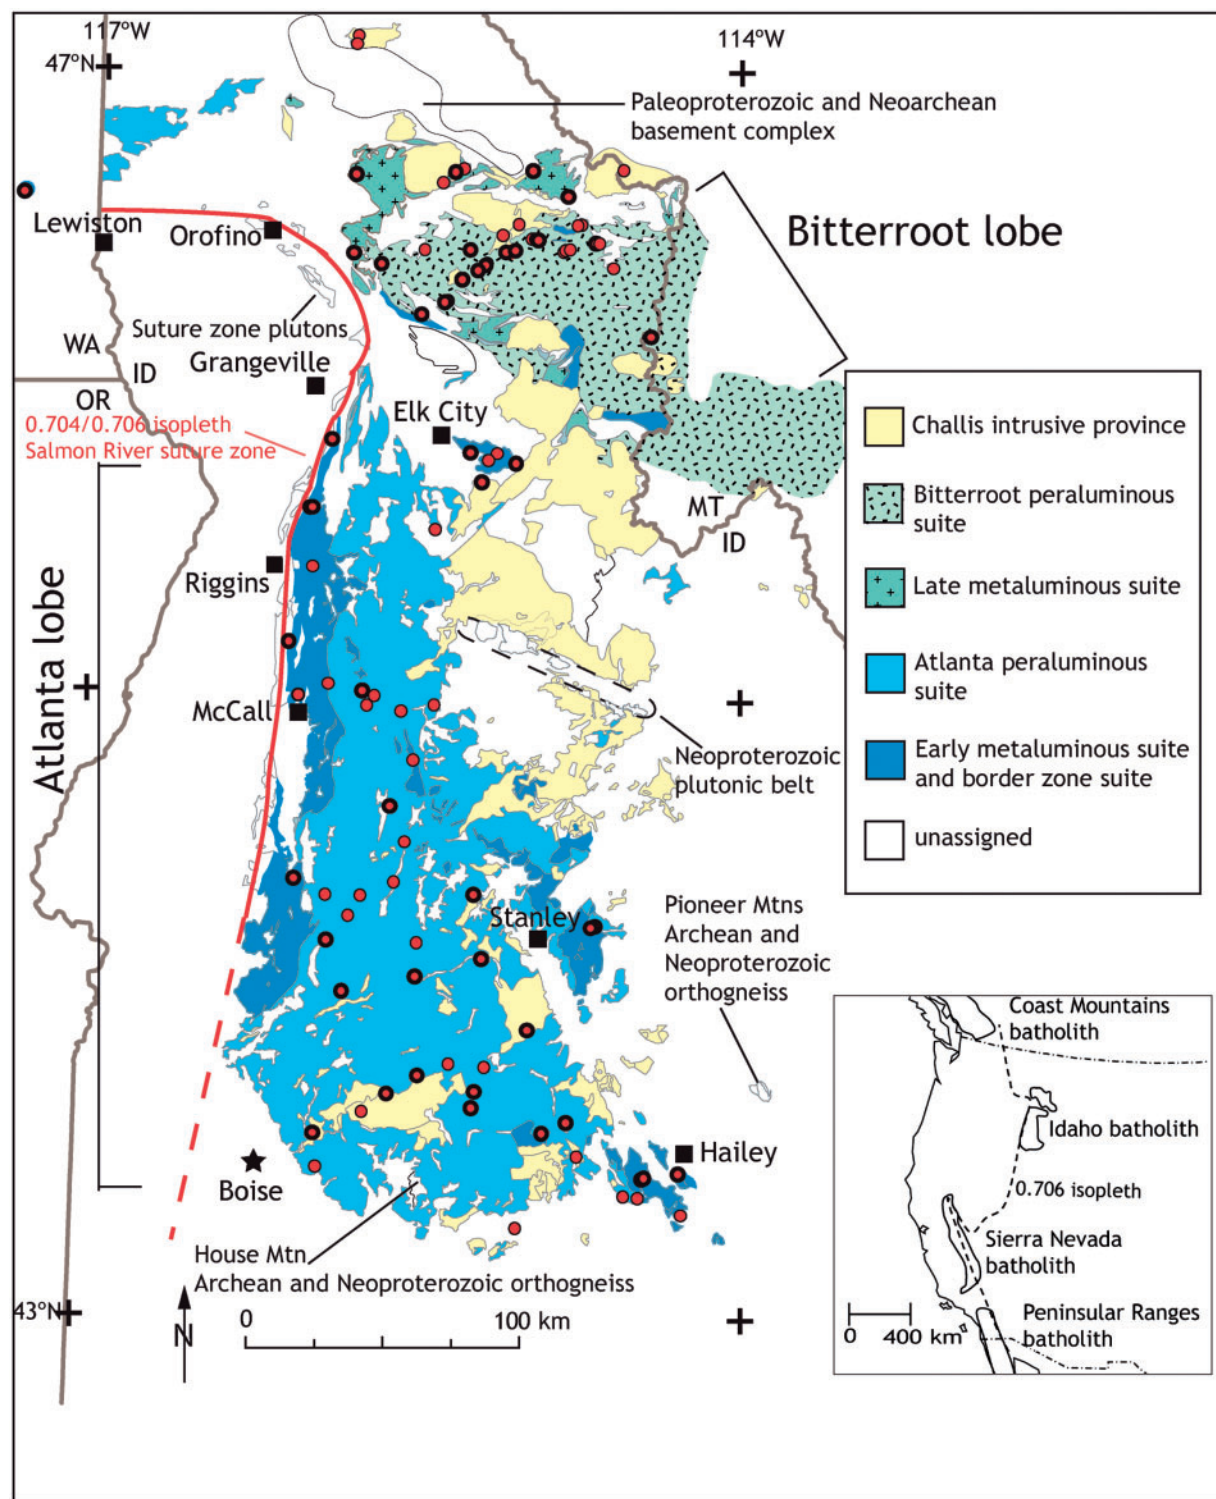 117°W
114°W
47°N
Paleoproterozoic and Neoarchean
basement complex
Bitterroot lobe
Lewiston
Orofino
Suture zone plutons
WA
ID
Grangeville
OR
0.704/0.706 isopleth
Salmon River suture zone
Elk City
MT
ID
Challis intrusive province
Bitterroot peraluminous
suite
Late metaluminous suite
Atlanta peraluminous
suite
Early metaluminous suite
and border zone suite
unassigned
Atlanta lobe
Riggins
McCall
Neoproterozoic
plutonic belt
Stanley
Pioneer Mtns
Archean and
Neoproterozoic
orthogneiss
Hailey
Boise
House Mtn
Archean and Neoproterozoic orthogneiss
43°N
N
0 100 km
Coast Mountains
batholith
Idaho batholith
0.706 isopleth
Sierra Nevada
batholith
Peninsular Ranges
batholith
0 400 km